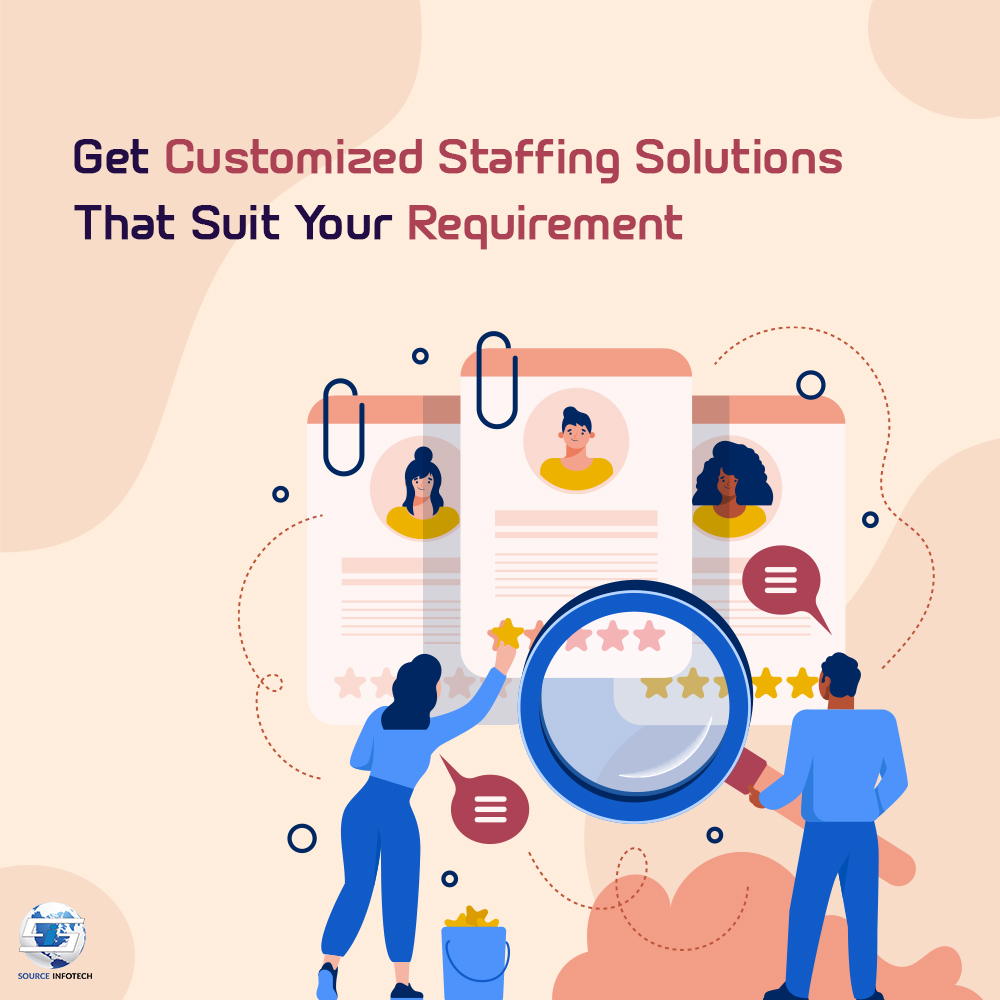 Get Customized Staffing Solutions
That Suit Your Requirement
SOURCE INFOTECH